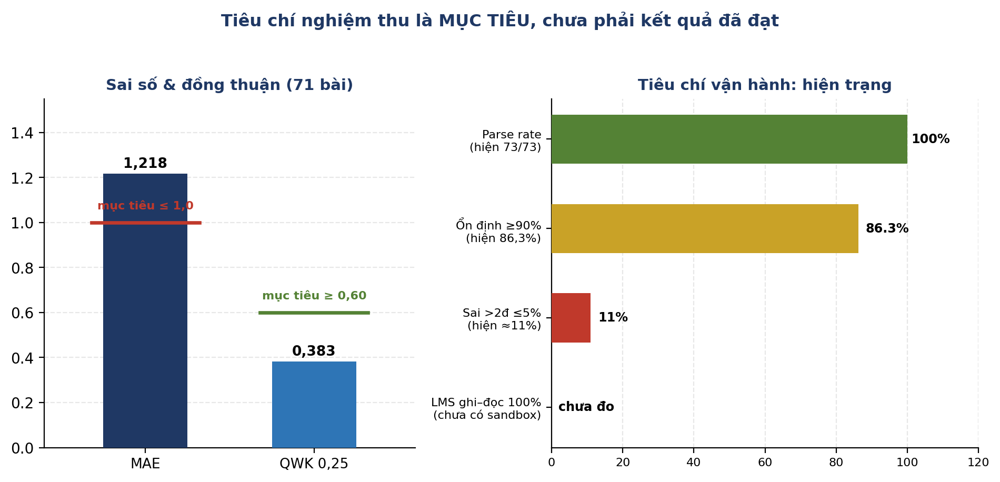 Tiêu chí nghiệm thu là MỤC TIÊU, chưa phải kết quả đã đạt
Sai số & đồng thuận (71 bài)
1.4
1.2
1.0
0.8
0.6
0.4
0.2
0.0
1,218
mục tiêu ≤ 1,0
mục tiêu ≥ 0,60
0,383
MAE
QWK 0,25
Tiêu chí vận hành: hiện trạng
Parse rate
(hiện 73/73)
100%
Ổn định ≥90%
(hiện 86,3%)
86.3%
Sai >2đ ≤5%
(hiện ≈11%)
11%
LMS ghi–đọc 100%
(chưa có sandbox)
chưa đo
0
20
40
60
80
100
120